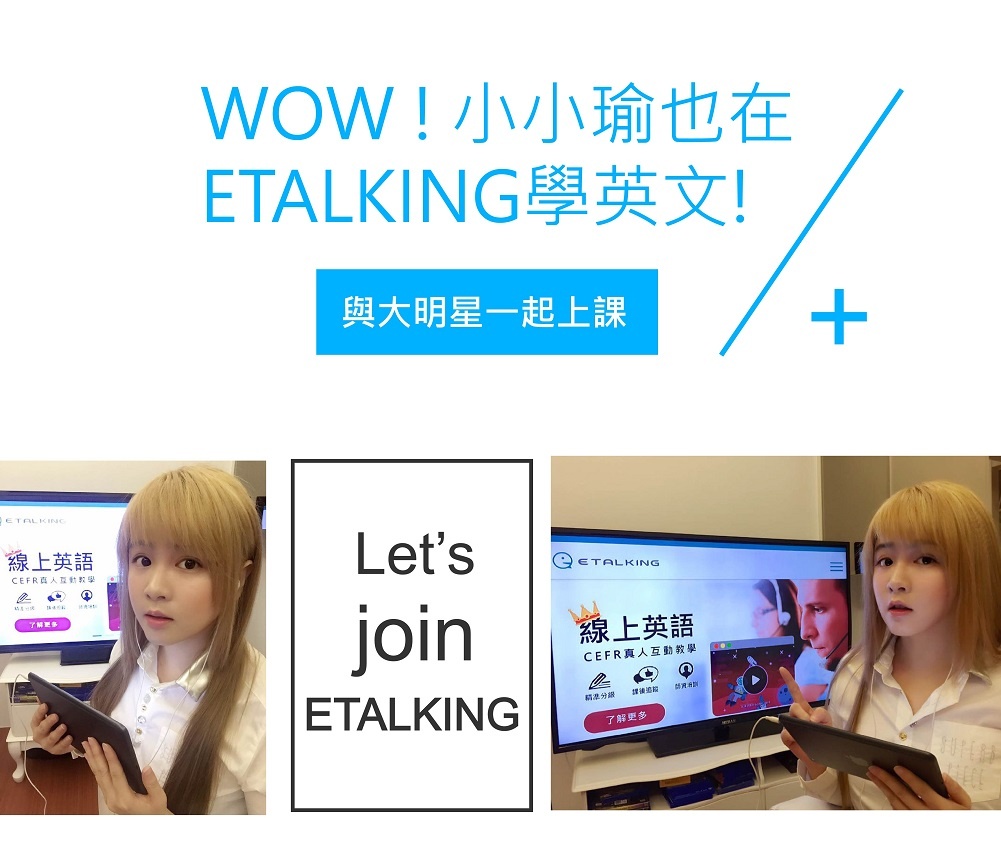 WOW ! 小小瑜也在
ETALKING學英文!
與大明星一起上課
ETALKING
線上英語
CEFR真人互動教學
精準分級 課後追蹤 師資培訓
了解更多
Let's
join
ETALKING
ETALKING
線上英語
CEFR真人互動教學
精準分級 課後追蹤 師資培訓
了解更多